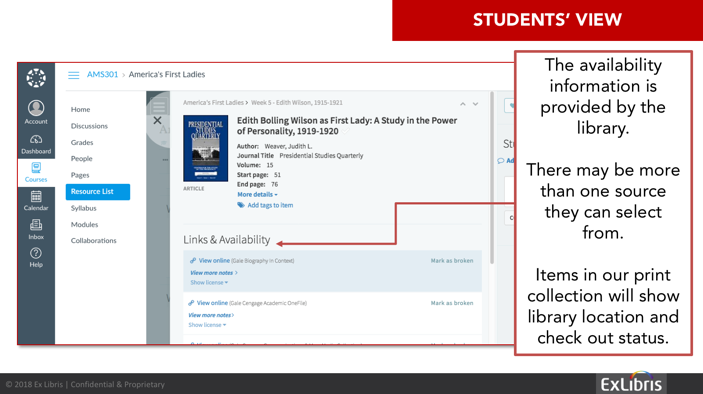 STUDENTS' VIEW
AMS301 › America's First Ladies
Account
Dashboard
Courses
Calendar
Inbox
Help
Home
Discussions
Grades
People
Pages
Resource List
Syllabus
Modules
Collaborations
America's First Ladies › Week 5 - Edith Wilson, 1915-1921
PRESIDENTIAL
STUDIES
QUARTERLY
ARTICLE
Edith Bolling Wilson as First Lady: A Study in the Power
of Personality, 1919-1920
Author: Weaver, Judith L.
Journal Title Presidential Studies Quarterly
Volume: 15
Start page: 51
End page: 76
More details
Add tags to item
Links & Availability
View online (Gale Biography In Context) Mark as broken
View more notes ›
Show license
View online (Gale Cengage Academic OneFile) Mark as broken
View more notes ›
Show license
The availability
information is
provided by the
library.
There may be more
than one source
they can select
from.
Items in our print
collection will show
library location and
check out status.
© 2018 Ex Libris | Confidential & Proprietary
ExLibris